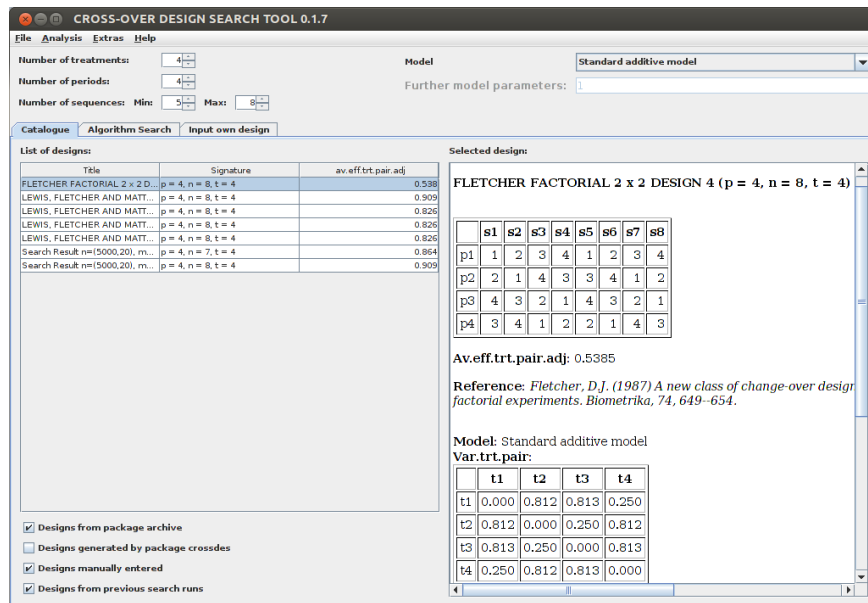 CROSS-OVER DESIGN SEARCH TOOL 0.1.7
File Analysis Extras Help
Number of treatments: 4
Model Standard additive model
Number of periods: 4
Further model parameters: 1
Number of sequences: Min: 5 Max: 8
Catalogue Algorithm Search Input own design
List of designs:
Title Signature av.eff.trt.pair.adj
FLETCHER FACTORIAL 2 x 2 D... p = 4, n = 8, t = 4 0.538
LEWIS, FLETCHER AND MATT... p = 4, n = 8, t = 4 0.909
LEWIS, FLETCHER AND MATT... p = 4, n = 8, t = 4 0.826
LEWIS, FLETCHER AND MATT... p = 4, n = 8, t = 4 0.826
LEWIS, FLETCHER AND MATT... p = 4, n = 8, t = 4 0.826
Search Result n=(5000,20), m... p = 4, n = 7, t = 4 0.864
Search Result n=(5000,20), m... p = 4, n = 8, t = 4 0.909
Designs from package archive
Designs generated by package crossdes
Designs manually entered
Designs from previous search runs
Selected design:
FLETCHER FACTORIAL 2 x 2 DESIGN 4 (p = 4, n = 8, t = 4)
s1 s2 s3 s4 s5 s6 s7 s8
p1 1 2 3 4 1 2 3 4
p2 2 1 4 3 3 4 1 2
p3 4 3 2 1 4 3 2 1
p4 3 4 1 2 2 1 4 3
Av.eff.trt.pair.adj: 0.5385
Reference: Fletcher, D.J. (1987) A new class of change-over design
factorial experiments. Biometrika, 74, 649--654.
Model: Standard additive model
Var.trt.pair:
t1 t2 t3 t4
t1 0.000 0.812 0.813 0.250
t2 0.812 0.000 0.250 0.812
t3 0.813 0.250 0.000 0.813
t4 0.250 0.812 0.813 0.000